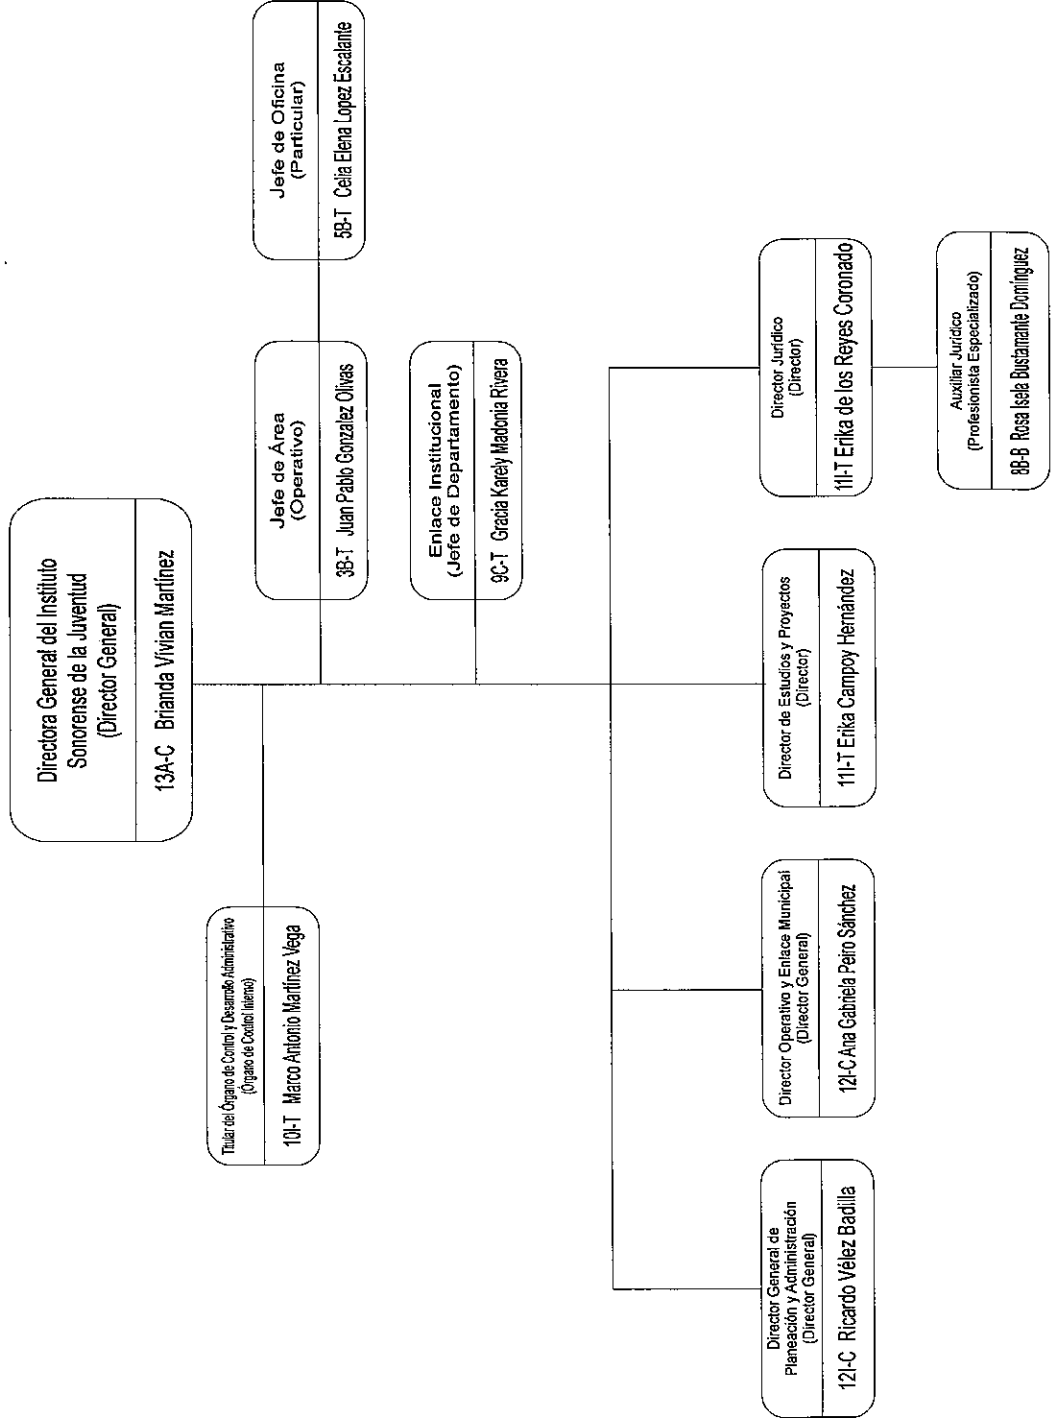 Directora General del Instituto
Sonorense de la Juventud
(Director General)
13A-C Brianda Vivian Martínez
Titular del Órgano de Control y Desarrollo Administrativo
(Órgano de Control Interno)
10I-T Marco Antonio Martínez Vega
Jefe de Área
(Operativo)
3B-T Juan Pablo Gonzalez Olivas
Jefe de Oficina
(Particular)
5B-T Celia Elena Lopez Escalante
Enlace Institucional
(Jefe de Departamento)
9C-T Gracia Karely Madonia Rivera
Director General de
Planeación y Administración
(Director General)
12I-C Ricardo Vélez Badilla
Director Operativo y Enlace Municipal
(Director General)
12I-C Ana Gabriela Peiro Sánchez
Director de Estudios y Proyectos
(Director)
11I-T Erika Campoy Hernández
Director Jurídico
(Director)
11I-T Erika de los Reyes Coronado
Auxiliar Jurídico
(Profesionista Especializado)
8B-B Rosa Isela Bustamante Domínguez